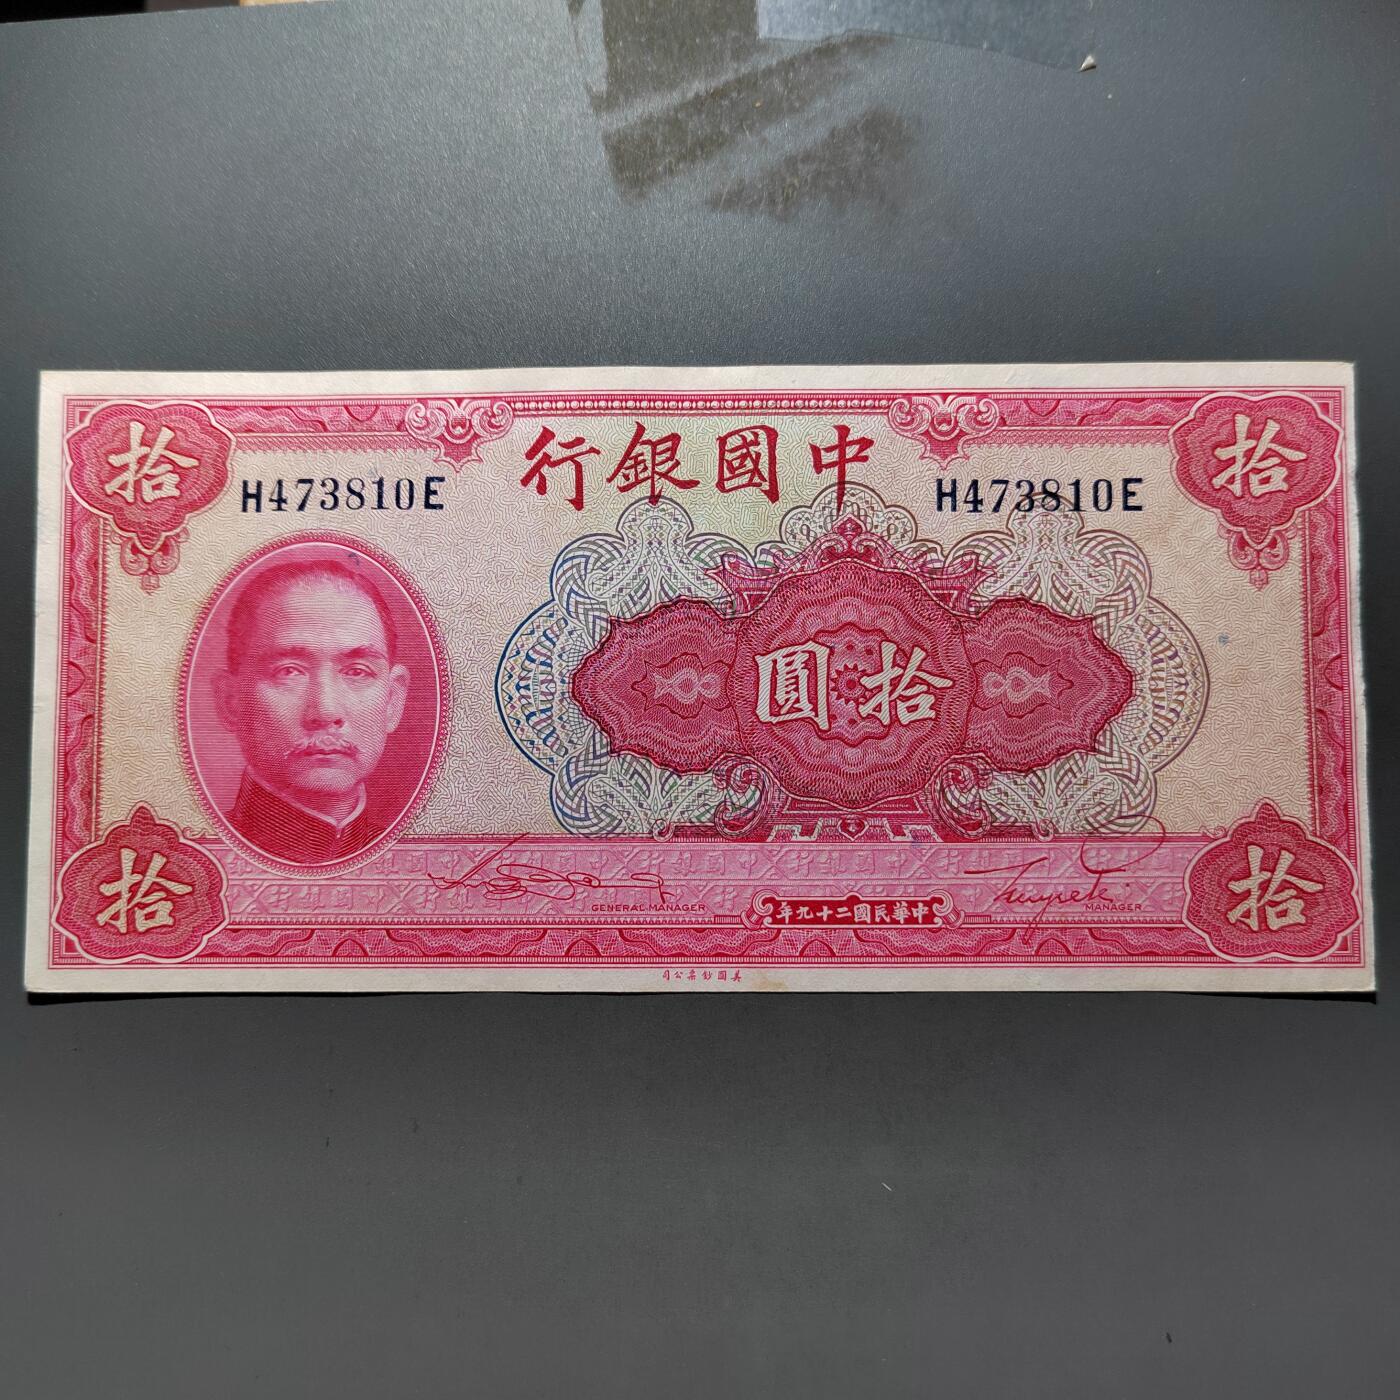 中國銀行
拾
拾
H473810E
H473810E
拾圓
GENERAL MANAGER
MANAGER
中華民國二十九年
拾
拾
美國鈔票公司